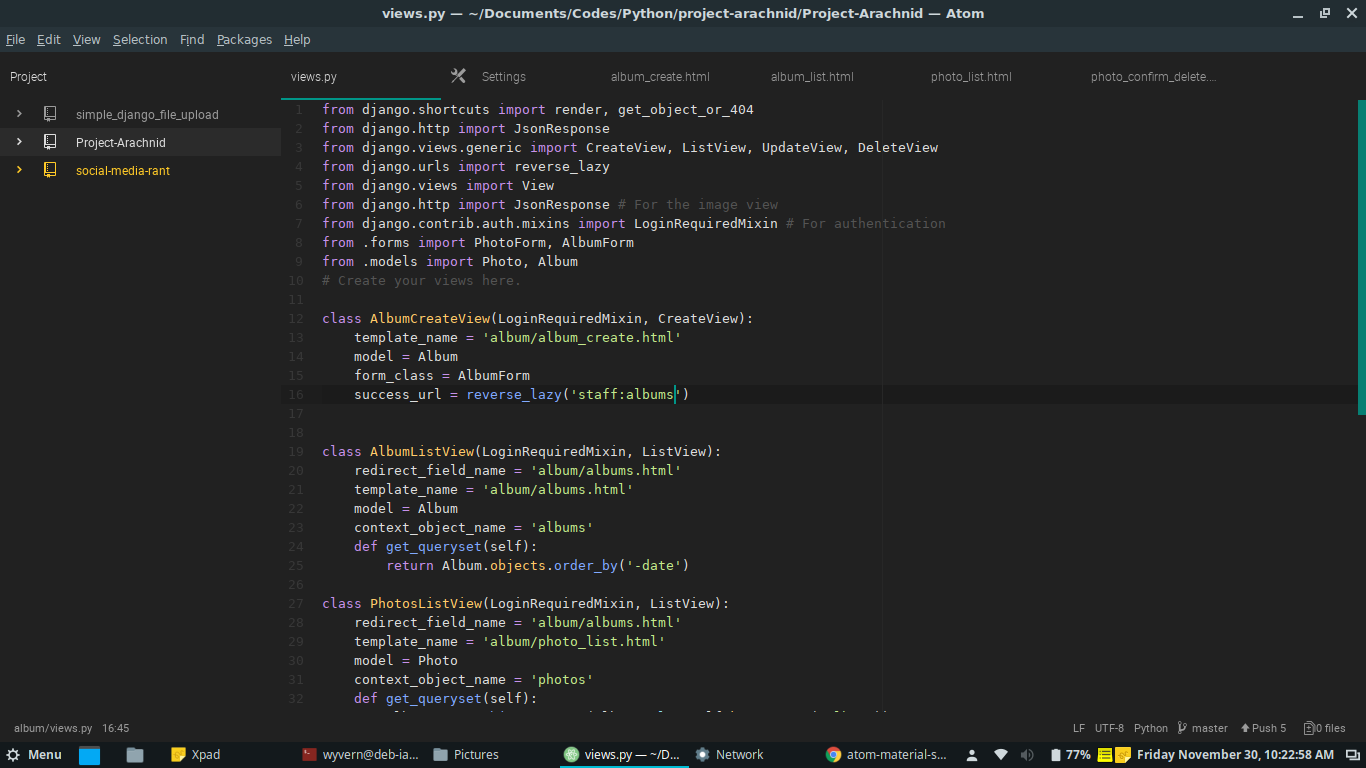 views.py — ~/Documents/Codes/Python/project-arachnid/Project-Arachnid — Atom
File Edit View Selection Find Packages Help
Project
views.py Settings album_create.html album_list.html photo_list.html photo_confirm_delete....
simple_django_file_upload
Project-Arachnid
social-media-rant
1 from django.shortcuts import render, get_object_or_404
2 from django.http import JsonResponse
3 from django.views.generic import CreateView, ListView, UpdateView, DeleteView
4 from django.urls import reverse_lazy
5 from django.views import View
6 from django.http import JsonResponse # For the image view
7 from django.contrib.auth.mixins import LoginRequiredMixin # For authentication
8 from .forms import PhotoForm, AlbumForm
9 from .models import Photo, Album
10 # Create your views here.
11
12 class AlbumCreateView(LoginRequiredMixin, CreateView):
13     template_name = 'album/album_create.html'
14     model = Album
15     form_class = AlbumForm
16     success_url = reverse_lazy('staff:albums')
17
18
19 class AlbumListView(LoginRequiredMixin, ListView):
20     redirect_field_name = 'album/albums.html'
21     template_name = 'album/albums.html'
22     model = Album
23     context_object_name = 'albums'
24     def get_queryset(self):
25         return Album.objects.order_by('-date')
26
27 class PhotosListView(LoginRequiredMixin, ListView):
28     redirect_field_name = 'album/albums.html'
29     template_name = 'album/photo_list.html'
30     model = Photo
31     context_object_name = 'photos'
32     def get_queryset(self):
album/views.py 16:45 LF UTF-8 Python master Push 5 0 files
Menu Xpad wyvern@deb-ia... Pictures views.py — ~/D... Network atom-material-s... 77% Friday November 30, 10:22:58 AM